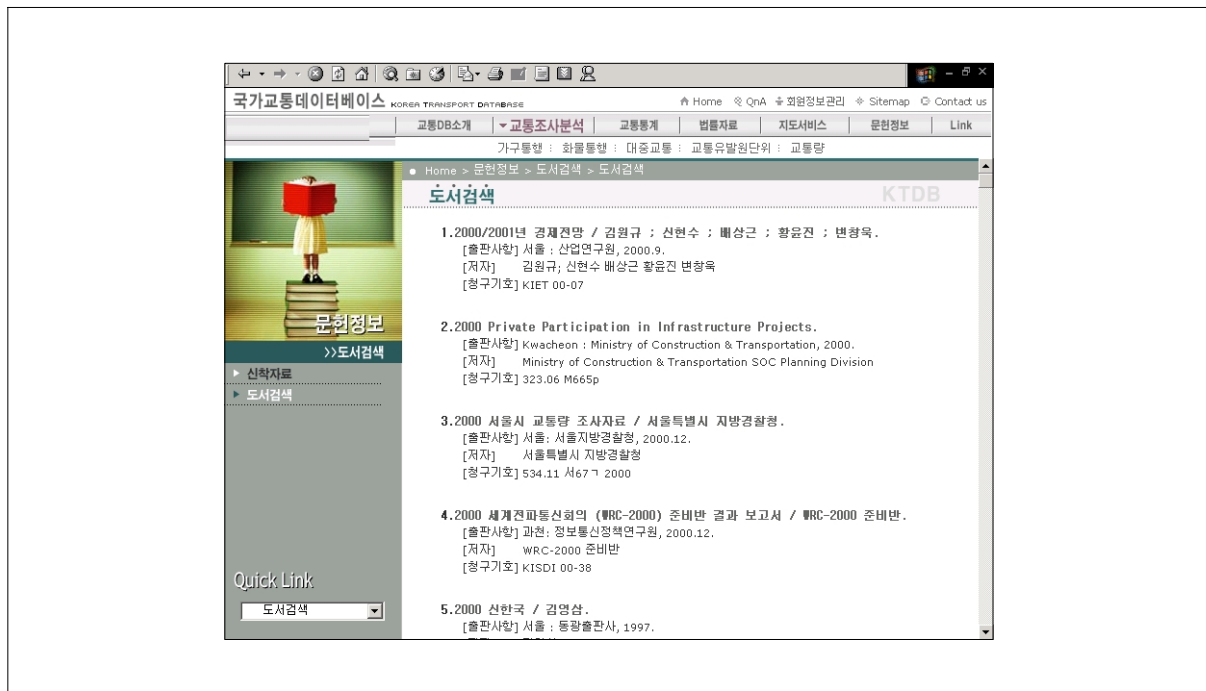 국가교통데이터베이스 KOREA TRANSPORT DATABASE
Home QnA 회원정보관리 Sitemap Contact us
교통DB소개 교통조사분석 교통통계 법률자료 지도서비스 문헌정보 Link
가구통행 : 화물통행 : 대중교통 : 교통유발원단위 : 교통량
Home > 문헌정보 > 도서검색 > 도서검색
도서검색 KTDB
문헌정보
>>도서검색
신착자료
도서검색
1.2000/2001년 경제전망 / 김원규 ; 신현수 ; 배상근 ; 황윤진 ; 변창욱.
[출판사항] 서울 : 산업연구원, 2000.9.
[저자] 김원규; 신현수 배상근 황윤진 변창욱
[청구기호] KIET 00-07
2.2000 Private Participation in Infrastructure Projects.
[출판사항] Kwacheon : Ministry of Construction & Transportation, 2000.
[저자] Ministry of Construction & Transportation SOC Planning Division
[청구기호] 323.06 M665p
3.2000 서울시 교통량 조사자료 / 서울특별시 지방경찰청.
[출판사항] 서울: 서울지방경찰청, 2000.12.
[저자] 서울특별시 지방경찰청
[청구기호] 534.11 서67ㄱ 2000
4.2000 세계전파통신회의 (WRC-2000) 준비반 결과 보고서 / WRC-2000 준비반.
[출판사항] 과천: 정보통신정책연구원, 2000.12.
[저자] WRC-2000 준비반
[청구기호] KISDI 00-38
5.2000 신한국 / 김영삼.
[출판사항] 서울 : 동광출판사, 1997.
Quick Link
도서검색